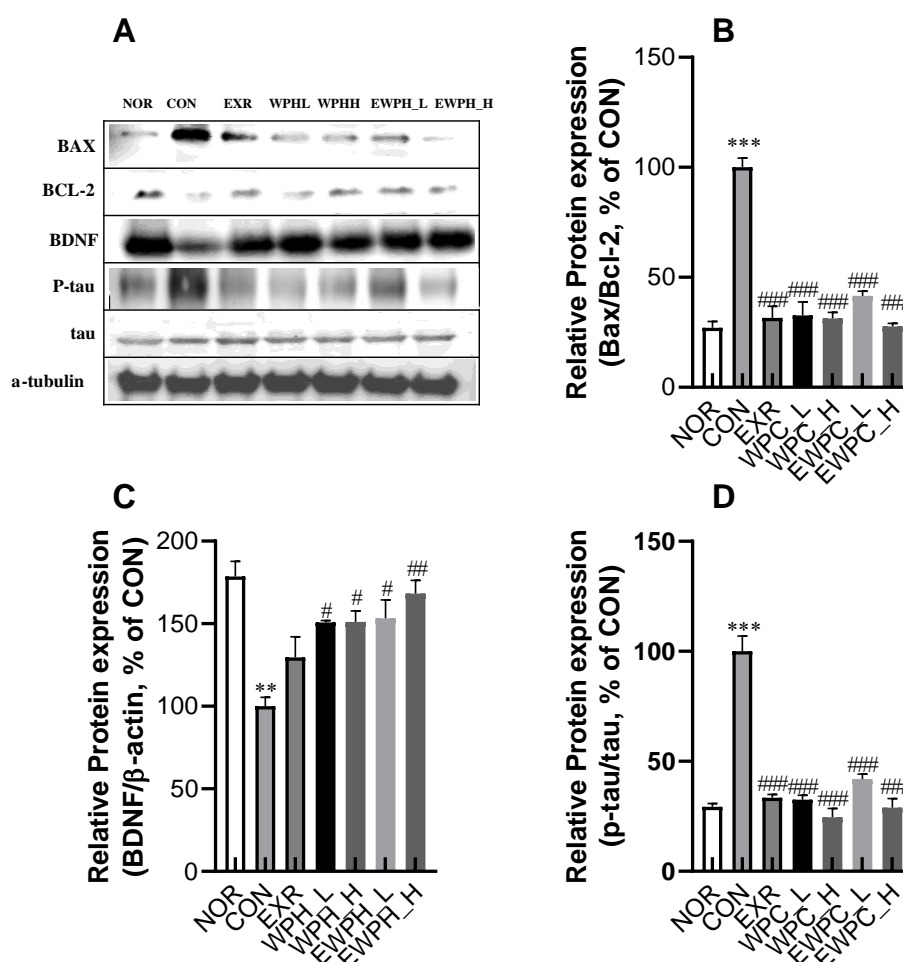 A
NOR CON EXR WPHL WPHH EWPH_L EWPH_H
BAX
BCL-2
BDNF
P-tau
tau
a-tubulin
B
Relative Protein expression
(Bax/Bcl-2, % of CON)
150
100
50
0
***
### ### ### ### ##
NOR CON EXR WPC_L WPC_H EWPC_L EWPC_H
C
Relative Protein expression
(BDNF/β-actin, % of CON)
200
150
100
50
0
** # # # ##
NOR CON EXR WPH_L WPH_H EWPH_L EWPH_H
D
Relative Protein expression
(p-tau/tau, % of CON)
150
100
50
0
***
### ### ### ### ##
NOR CON EXR WPC_L WPC_H EWPC_L EWPC_H